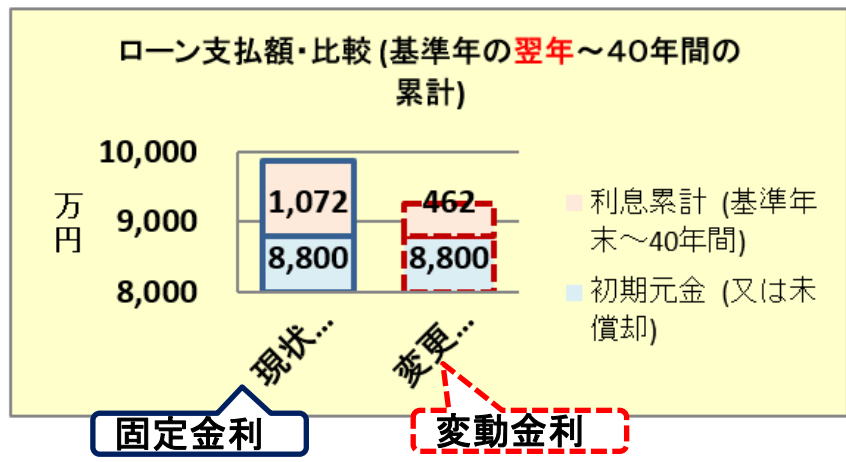 ローン支払額・比較 (基準年の翌年～40年間の
累計)
万円
10,000
9,000
8,000
1,072
462
8,800
8,800
現状...
変更...
利息累計 (基準年
末～40年間)
初期元金 (又は未
償却)
固定金利
変動金利